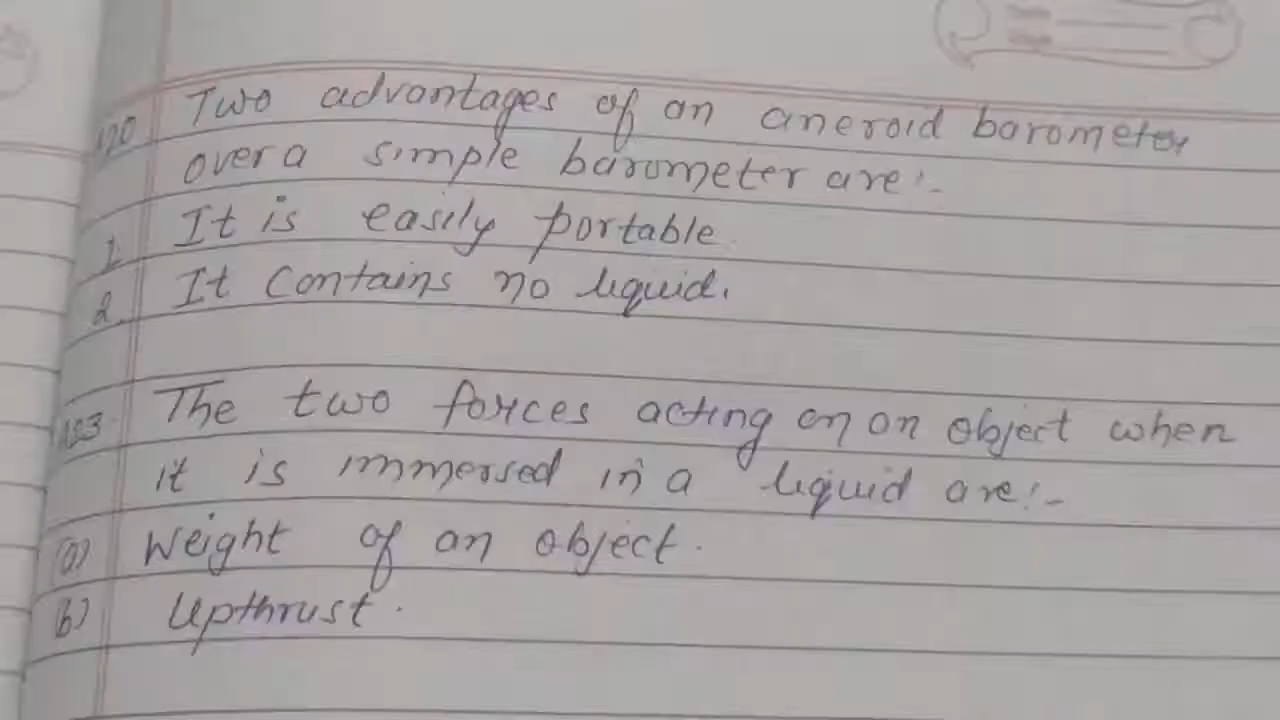 Two advantages of an aneroid barometer
over a simple barometer are:-
1. It is easily portable.
2. It contains no liquid.
The two forces acting on an object when
it is immersed in a liquid are:-
(a) Weight of an object.
(b) Upthrust.